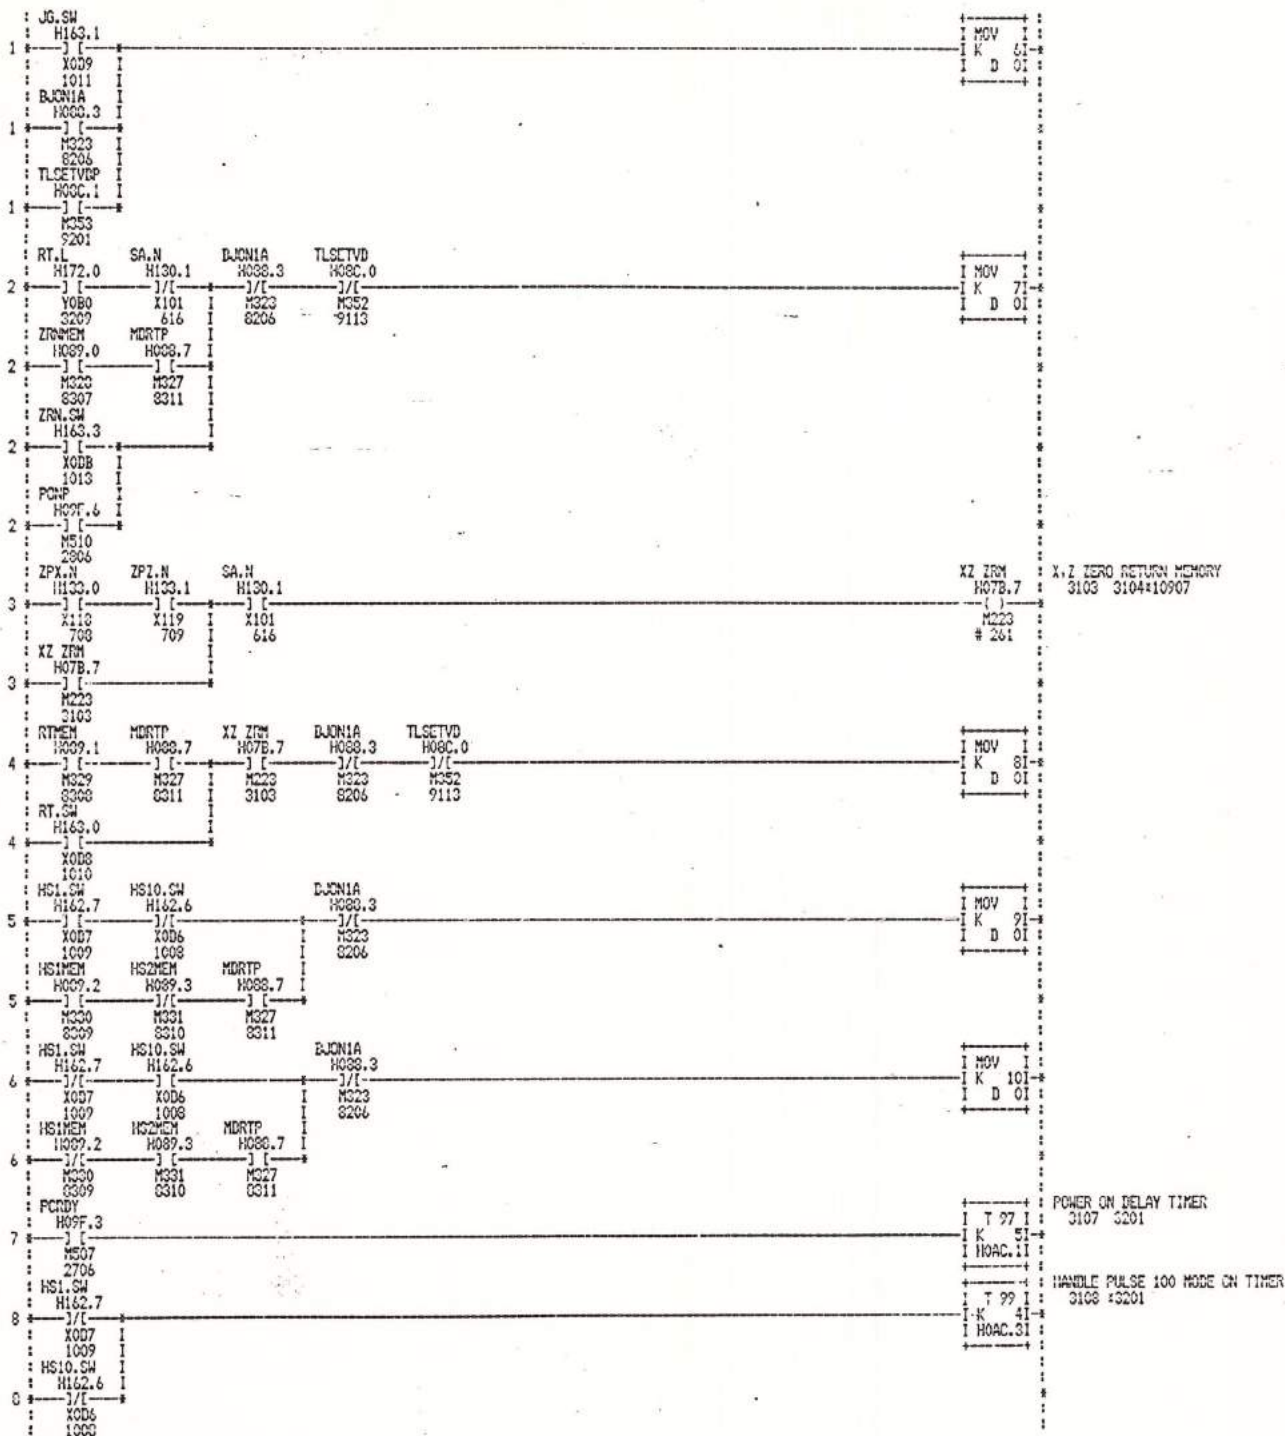 JG.SW
H163.1
1
X0D9
1011
MOV
K 6
D 0
BJON1A
H088.3
1
M323
8206
TLSETVDP
H08C.1
1
M353
9201
RT.L SA.N BJON1A TLSETVD
H172.0 H130.1 H088.3 H08C.0
2
Y0B0 X101 M323 M352
3209 616 8206 9113
MOV
K 7
D 0
ZRNMEM MDRTP
H089.0 H088.7
2
M328 M327
8307 8311
ZRN.SW
H163.3
2
X0DB
1013
PONP
H09F.6
2
M510
2806
ZPX.N ZPZ.N SA.N XZ ZRM X,Z ZERO RETURN MEMORY
H133.0 H133.1 H130.1 H07B.7 3103 3104*10907
3
X118 X119 X101 M223
708 709 616 # 261
XZ ZRM
H07B.7
3
M223
3103
RTMEM MDRTP XZ ZRM BJON1A TLSETVD
H089.1 H088.7 H07B.7 H088.3 H08C.0
4
M329 M327 M223 M323 M352
8308 8311 3103 8206 9113
MOV
K 8
D 0
RT.SW
H163.0
4
X0D8
1010
HS1.SW HS10.SW BJON1A
H162.7 H162.6 H088.3
5
X0D7 X0D6 M323
1009 1008 8206
MOV
K 9
D 0
HS1MEM HS2MEM MDRTP
H089.2 H089.3 H088.7
5
M330 M331 M327
8309 8310 8311
HS1.SW HS10.SW BJON1A
H162.7 H162.6 H088.3
6
X0D7 X0D6 M323
1009 1008 8206
MOV
K 10
D 0
HS1MEM HS2MEM MDRTP
H089.2 H089.3 H088.7
6
M330 M331 M327
8309 8310 8311
PCRDY POWER ON DELAY TIMER
H09F.3 T 97 3107 3201
7 K 5
M507 H0AC.1
2706
HS1.SW HANDLE PULSE 100 MODE ON TIMER
H162.7 T 99 3108 *3201
8 K 4
X0D7 H0AC.3
1009
HS10.SW
H162.6
8
X0D6
1008